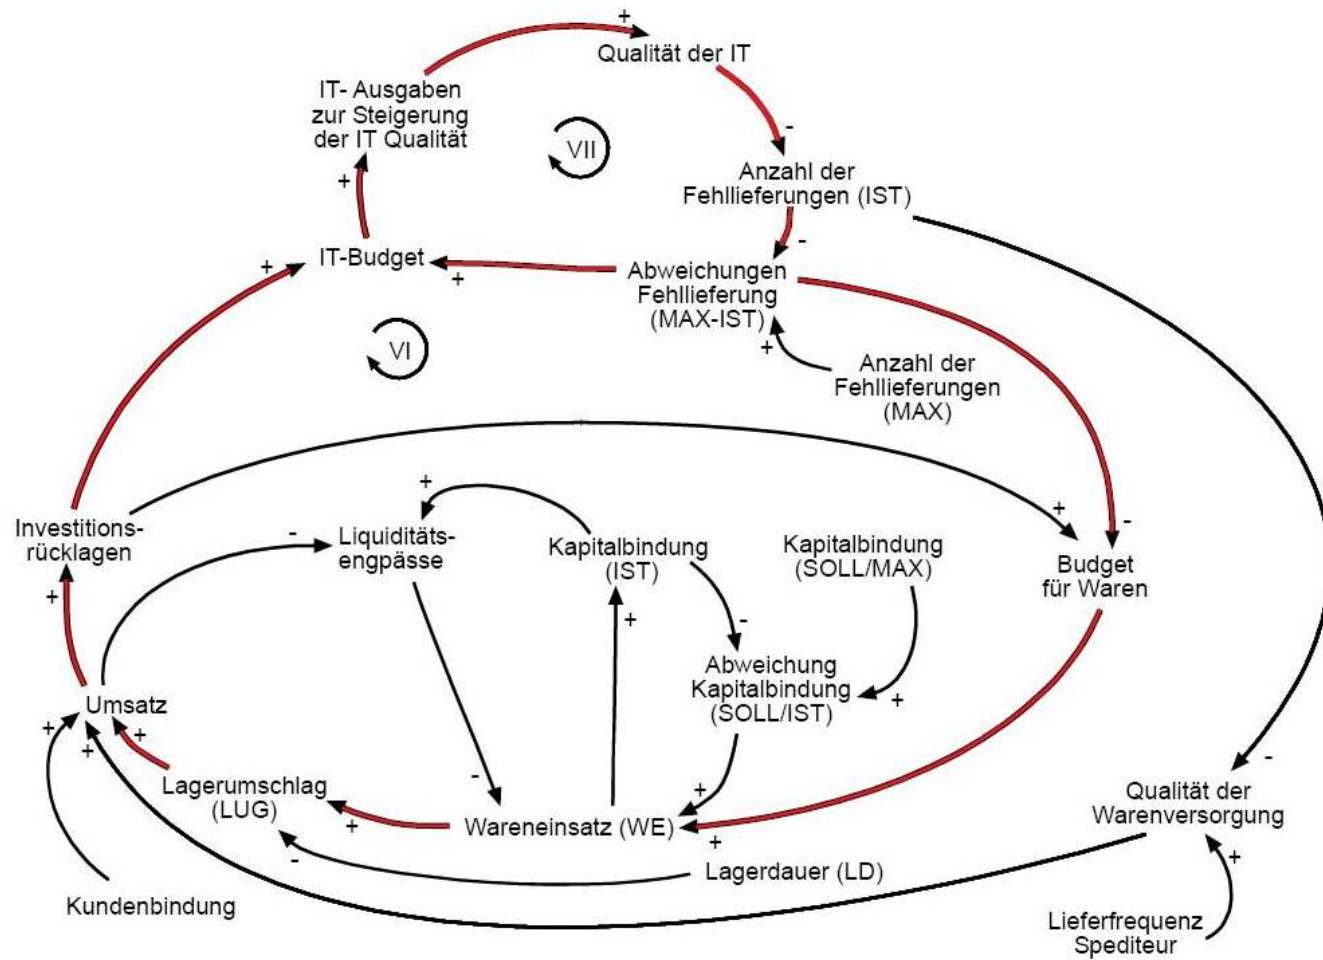 +
Qualität der IT
IT- Ausgaben
zur Steigerung
der IT Qualität
-
VII
+
Anzahl der
Fehllieferungen (IST)
-
IT-Budget
+
+
Abweichungen
Fehllieferung
(MAX-IST)
VI
+
Anzahl der
Fehllieferungen
(MAX)
+
+
Investitions-
rücklagen
-
Liquiditäts-
engpässe
Kapitalbindung
(IST)
Kapitalbindung
(SOLL/MAX)
-
Budget
für Waren
+
+
-
Abweichung
Kapitalbindung
(SOLL/IST)
+
Umsatz
+
+
+
-
+
-
Lagerumschlag
(LUG)
+
Wareneinsatz (WE)
+
Qualität der
Warenversorgung
-
Lagerdauer (LD)
+
Kundenbindung
Lieferfrequenz
Spediteur